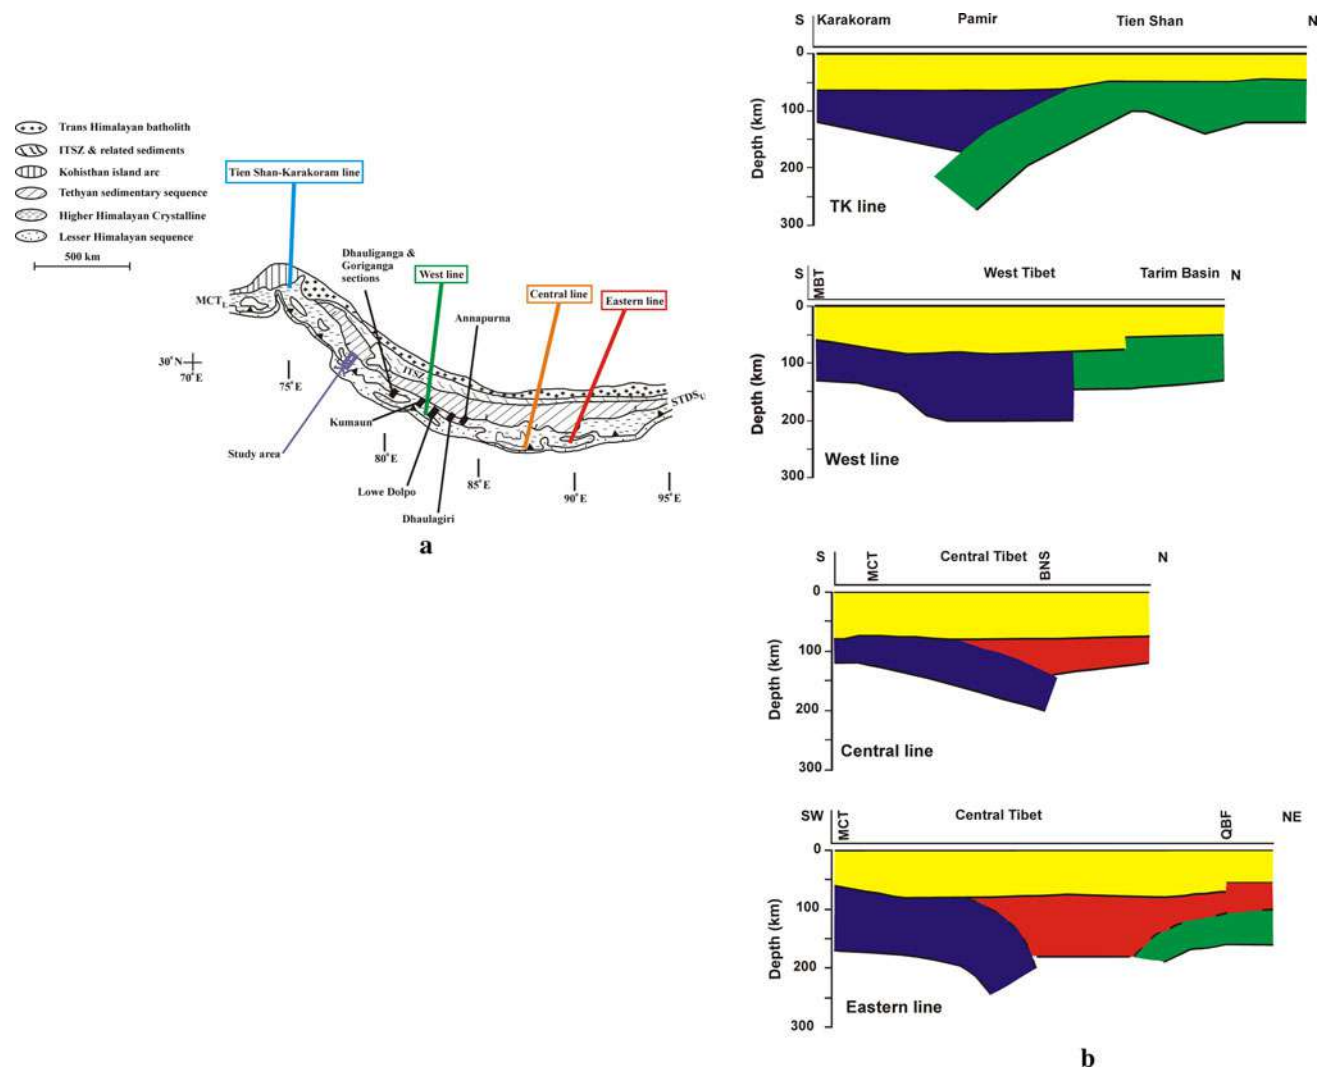 Trans Himalayan batholith
ITSZ & related sediments
Kohisthan island arc
Tethyan sedimentary sequence
Higher Himalayan Crystalline
Lesser Himalayan sequence
500 km
Tien Shan-Karakoram line
Dhauliganga &
Goriganga
sections
West line
Central line
Eastern line
Annapurna
MCTL
30°N
70°E
75°E
ITSZ
STDSU
Kumaun
Study area
80°E
85°E
90°E
95°E
Lowe Dolpo
Dhaulagiri
a
S Karakoram Pamir Tien Shan N
0
100
200
300
Depth (km)
TK line
S MBT West Tibet Tarim Basin N
0
100
200
300
Depth (km)
West line
S MCT Central Tibet BNS N
0
100
200
300
Depth (km)
Central line
SW MCT Central Tibet QBF NE
0
100
200
300
Depth (km)
Eastern line
b